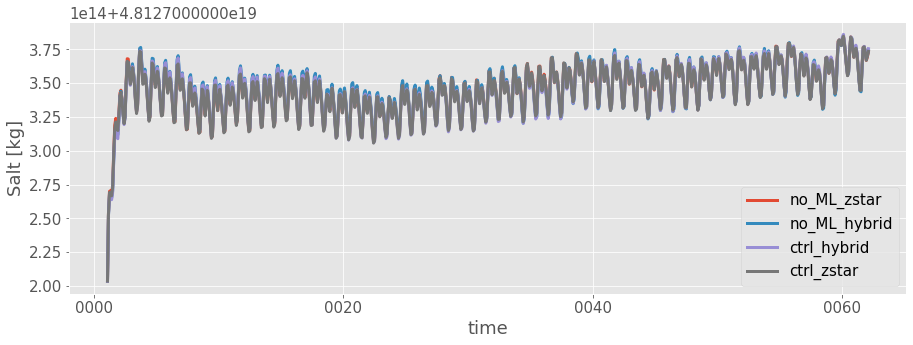 1e14+4.8127000000e19
3.75
3.50
3.25
3.00
2.75
2.50
2.25
2.00
Salt [kg]
no_ML_zstar
no_ML_hybrid
ctrl_hybrid
ctrl_zstar
0000
0020
0040
0060
time